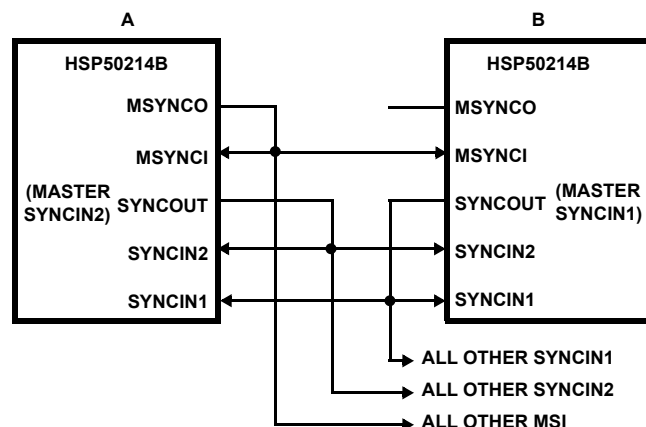 A
B
HSP50214B
HSP50214B
MSYNCO
MSYNCO
MSYNCI
MSYNCI
(MASTER
SYNCIN2)
SYNCOUT
SYNCOUT
(MASTER
SYNCIN1)
SYNCIN2
SYNCIN2
SYNCIN1
SYNCIN1
ALL OTHER SYNCIN1
ALL OTHER SYNCIN2
ALL OTHER MSI